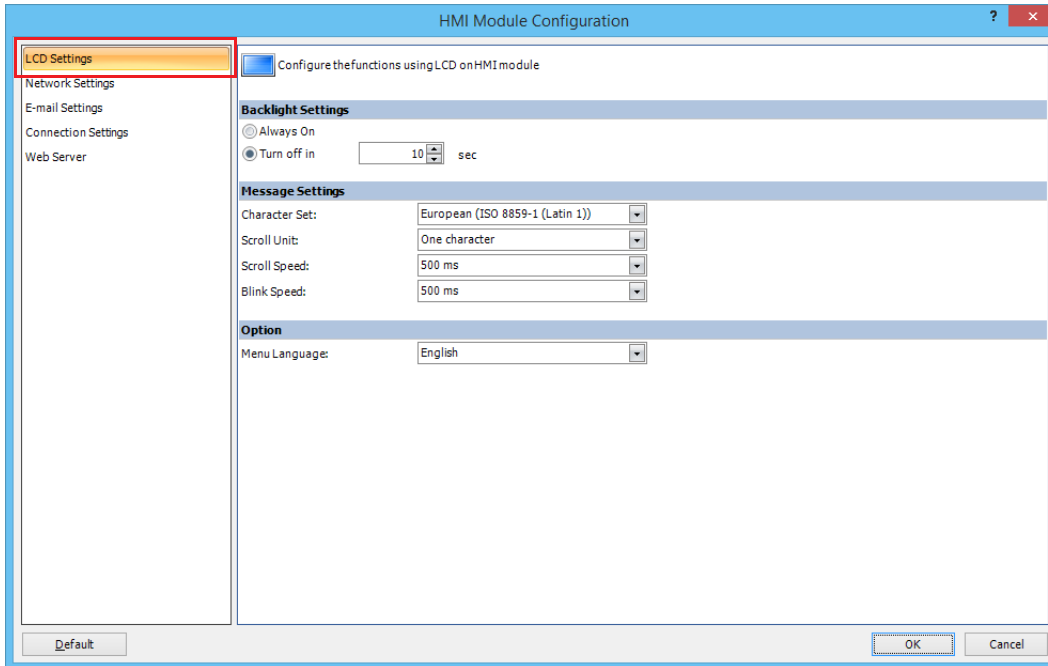 HMI Module Configuration
?
LCD Settings
Network Settings
E-mail Settings
Connection Settings
Web Server
Configure thefunctions using LCD on HMI module
Backlight Settings
Always On
Turn off in 10 sec
Message Settings
Character Set: European (ISO 8859-1 (Latin 1))
Scroll Unit: One character
Scroll Speed: 500 ms
Blink Speed: 500 ms
Option
Menu Language: English
Default OK Cancel